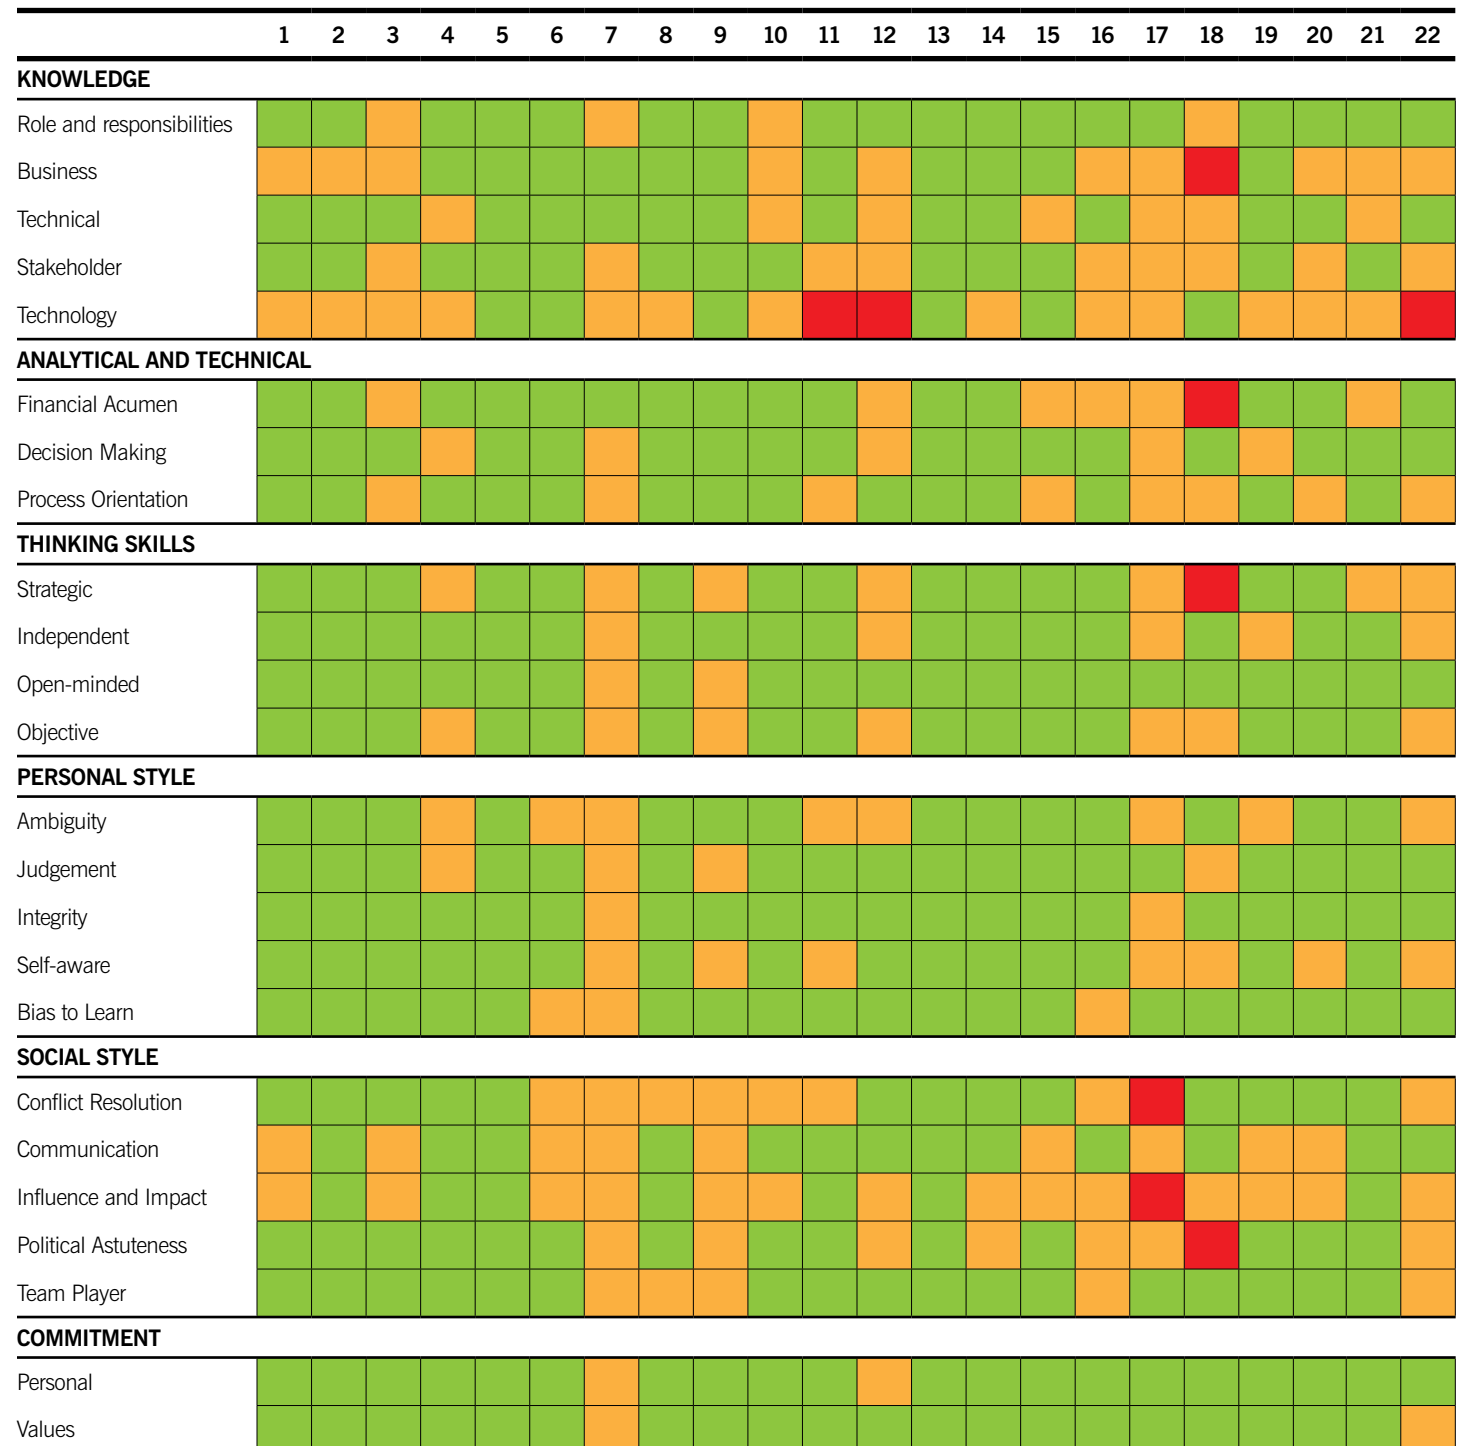 1 2 3 4 5 6 7 8 9 10 11 12 13 14 15 16 17 18 19 20 21 22
KNOWLEDGE
Role and responsibilities
Business
Technical
Stakeholder
Technology
ANALYTICAL AND TECHNICAL
Financial Acumen
Decision Making
Process Orientation
THINKING SKILLS
Strategic
Independent
Open-minded
Objective
PERSONAL STYLE
Ambiguity
Judgement
Integrity
Self-aware
Bias to Learn
SOCIAL STYLE
Conflict Resolution
Communication
Influence and Impact
Political Astuteness
Team Player
COMMITMENT
Personal
Values